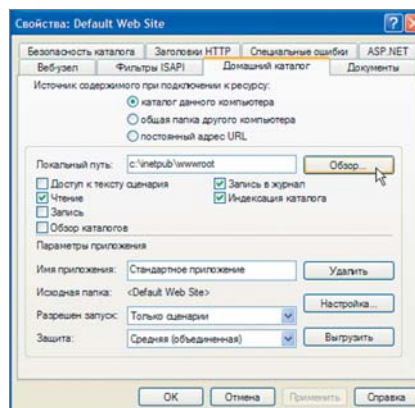 Свойства: Default Web Site
Безопасность каталога Заголовки HTTP Специальные ошибки ASP.NET
Веб-узел Фильтры ISAPI Домашний каталог Документы
Источник содержимого при подключении к ресурсу:
каталог данного компьютера
общая папка другого компьютера
постоянный адрес URL
Локальный путь: c:\inetpub\wwwroot Обзор...
Доступ к тексту сценария Запись в журнал
Чтение Индексация каталога
Запись
Обзор каталогов
Параметры приложения
Имя приложения: Стандартное приложение Удалить
Исходная папка: <Default Web Site> Настройка...
Разрешен запуск: Только сценарии
Защита: Средняя (объединенная) Выгрузить
OK Отмена Применить Справка